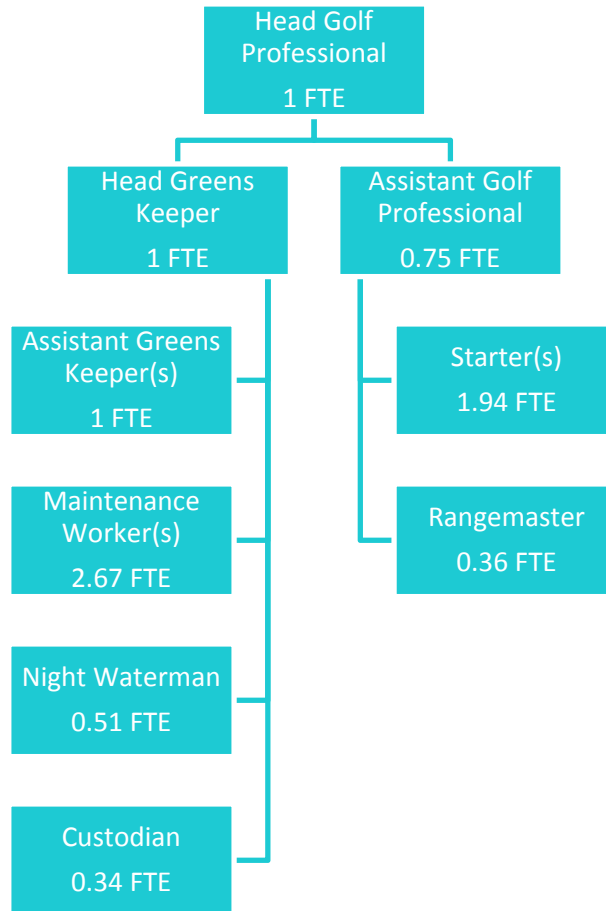 Head Golf
Professional
1 FTE
Head Greens
Keeper
1 FTE
Assistant Golf
Professional
0.75 FTE
Assistant Greens
Keeper(s)
1 FTE
Maintenance
Worker(s)
2.67 FTE
Night Waterman
0.51 FTE
Custodian
0.34 FTE
Starter(s)
1.94 FTE
Rangemaster
0.36 FTE